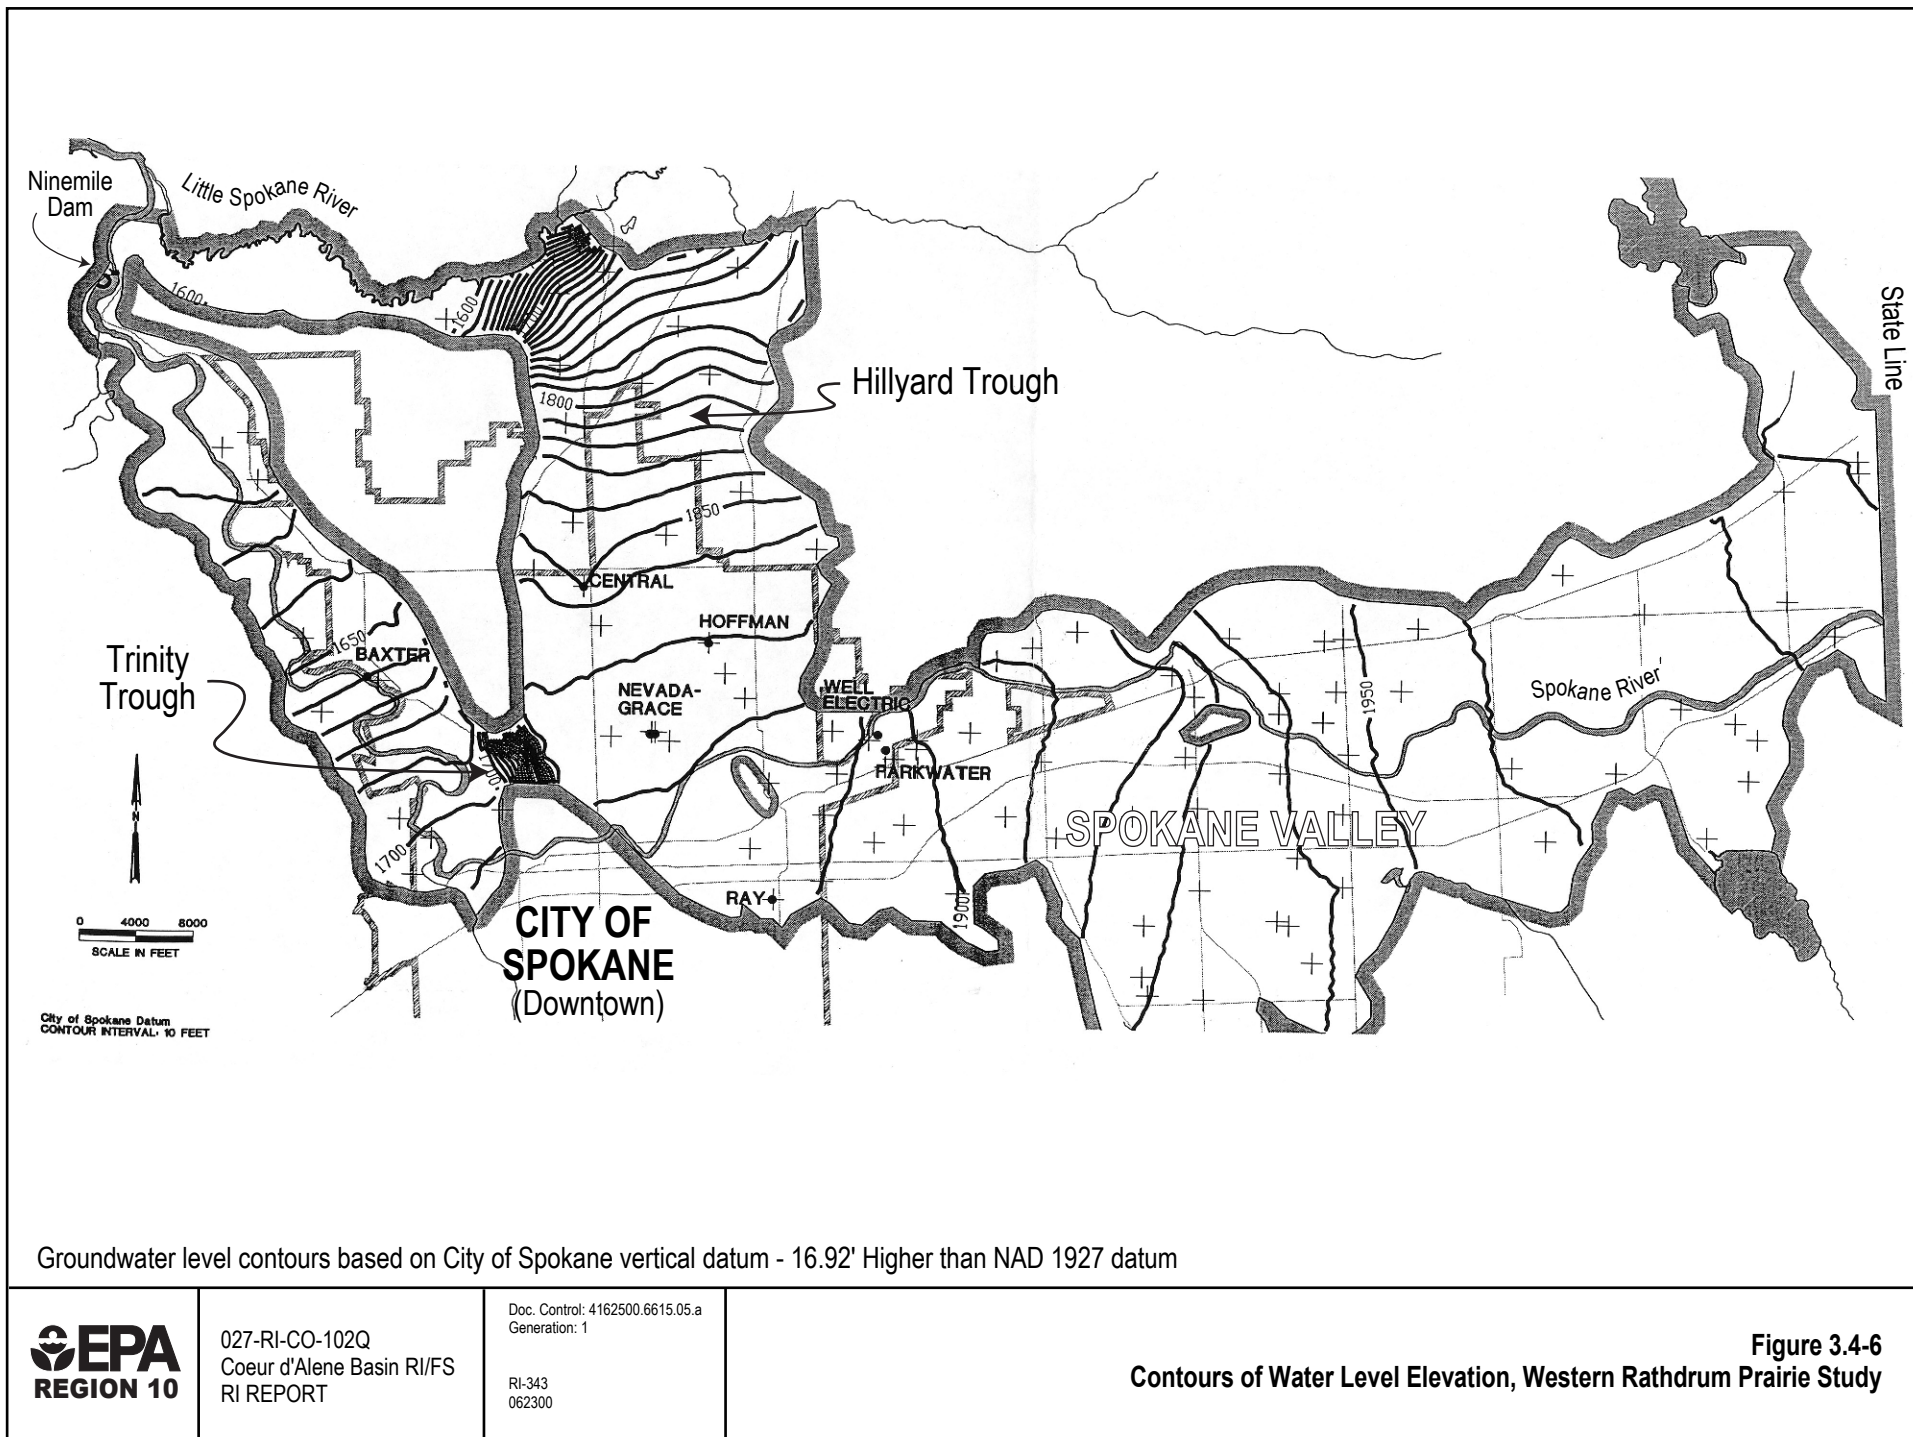 Ninemile
Dam
Little Spokane River
State Line
1600
1600
1700
Hillyard Trough
1800
1850
CENTRAL
HOFFMAN
1650
BAXTER
Trinity
Trough
NEVADA-
GRACE
WELL
ELECTRIC
Spokane River
1950
PARKWATER
1700
SPOKANE VALLEY
N
1700
RAY
1900
0 4000 8000
SCALE IN FEET
CITY OF
SPOKANE
(Downtown)
City of Spokane Datum
CONTOUR INTERVAL: 10 FEET
Groundwater level contours based on City of Spokane vertical datum - 16.92' Higher than NAD 1927 datum
EPA
REGION 10
027-RI-CO-102Q
Coeur d'Alene Basin RI/FS
RI REPORT
Doc. Control: 4162500.6615.05.a
Generation: 1
RI-343
062300
Figure 3.4-6
Contours of Water Level Elevation, Western Rathdrum Prairie Study